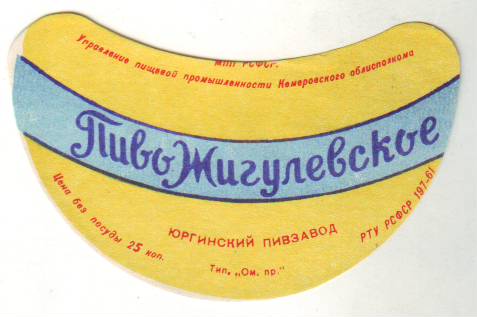 МПП РСФСР.
Управление пищевой промышленности Кемеровского облисполкома
Пиво Жигулевское
Цена без посуды 25 коп.
ЮРГИНСКИЙ ПИВЗАВОД
РТУ РСФСР 197-61
Тип. „Ом. пр."